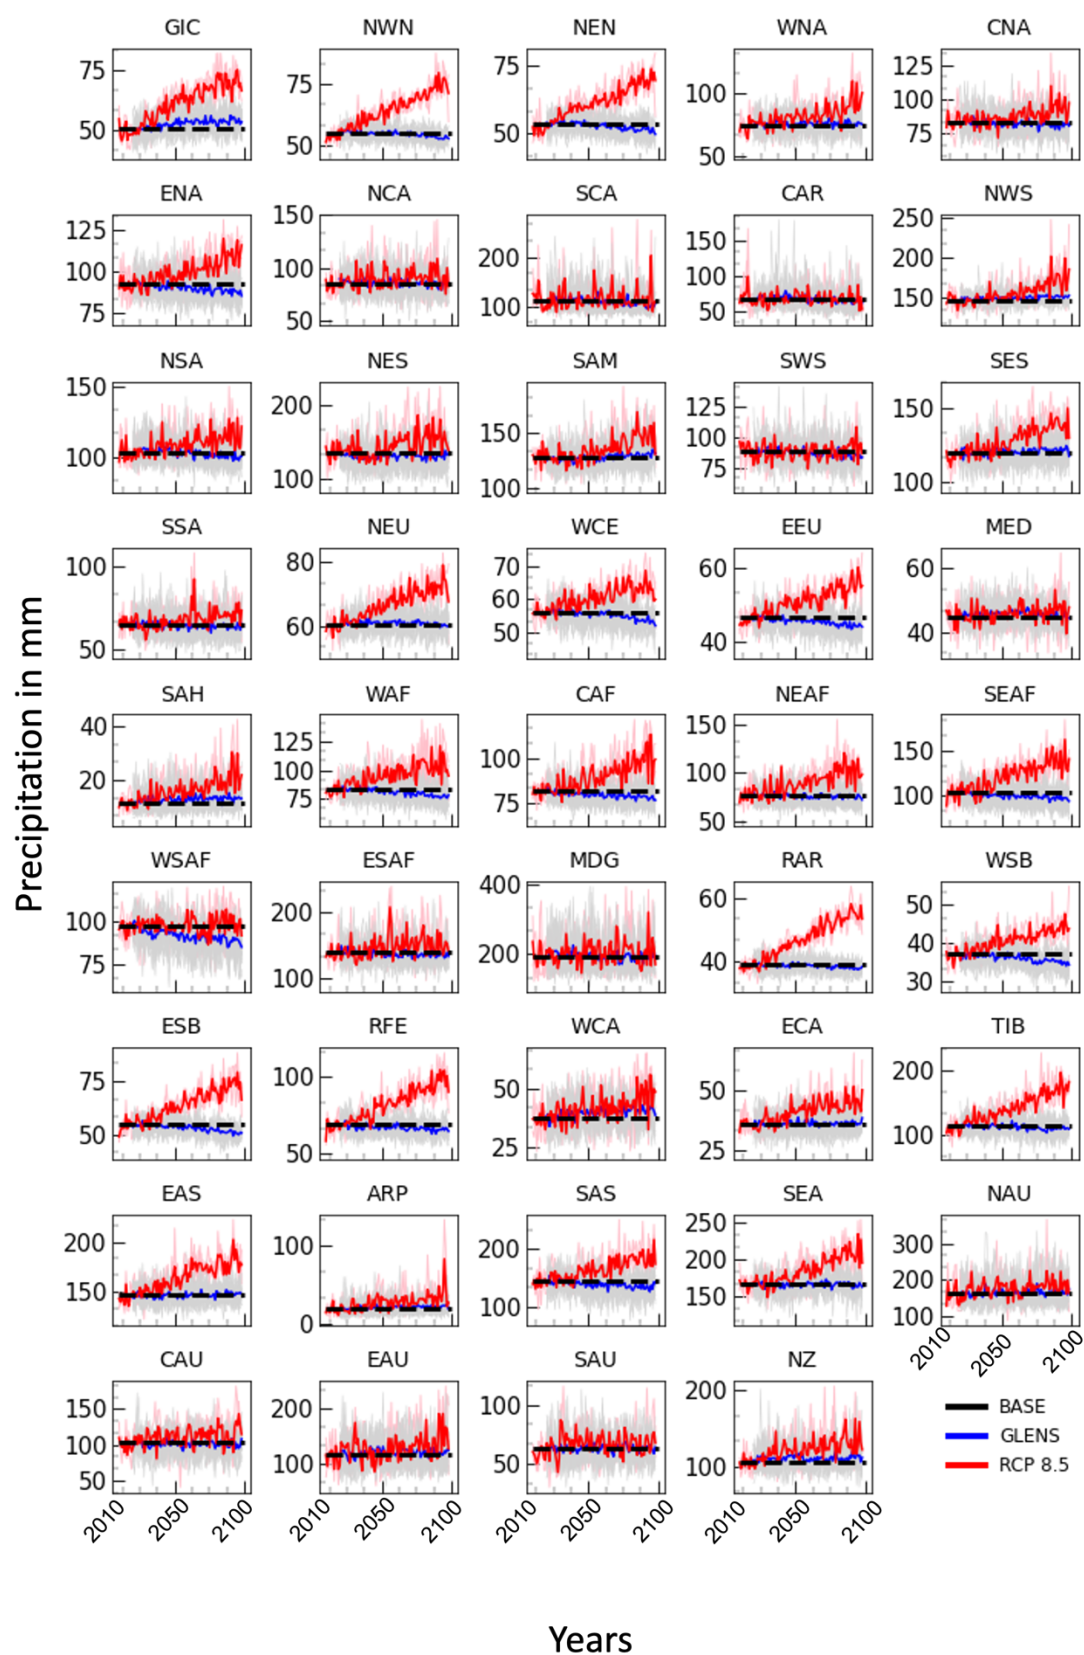 GIC NWN NEN WNA CNA
75 50
75 50
75 50
100 50
125 100 75
ENA NCA SCA CAR NWS
125 100 75
150 100 50
200 100
150 100 50
250 200 150
NSA NES SAM SWS SES
150 100
200 100
150 100
125 100 75
150 100
SSA NEU WCE EEU MED
100 50
80 60
70 60 50
60 40
60 40
SAH WAF CAF NEAF SEAF
40 20
125 100 75
100 75
150 100 50
150 100
WSAF ESAF MDG RAR WSB
100 75
200 100
400 200
60 40
50 40 30
ESB RFE WCA ECA TIB
75 50
100 50
50 25
50 25
200 100
EAS ARP SAS SEA NAU
200 150
100 0
200 100
250 200 150
300 200 100
2010 2050 2100
CAU EAU SAU NZ
150 100 50
200 100
100 50
200 100
2010 2050 2100
2010 2050 2100
2010 2050 2100
2010 2050 2100
BASE
GLENS
RCP 8.5
Precipitation in mm
Years